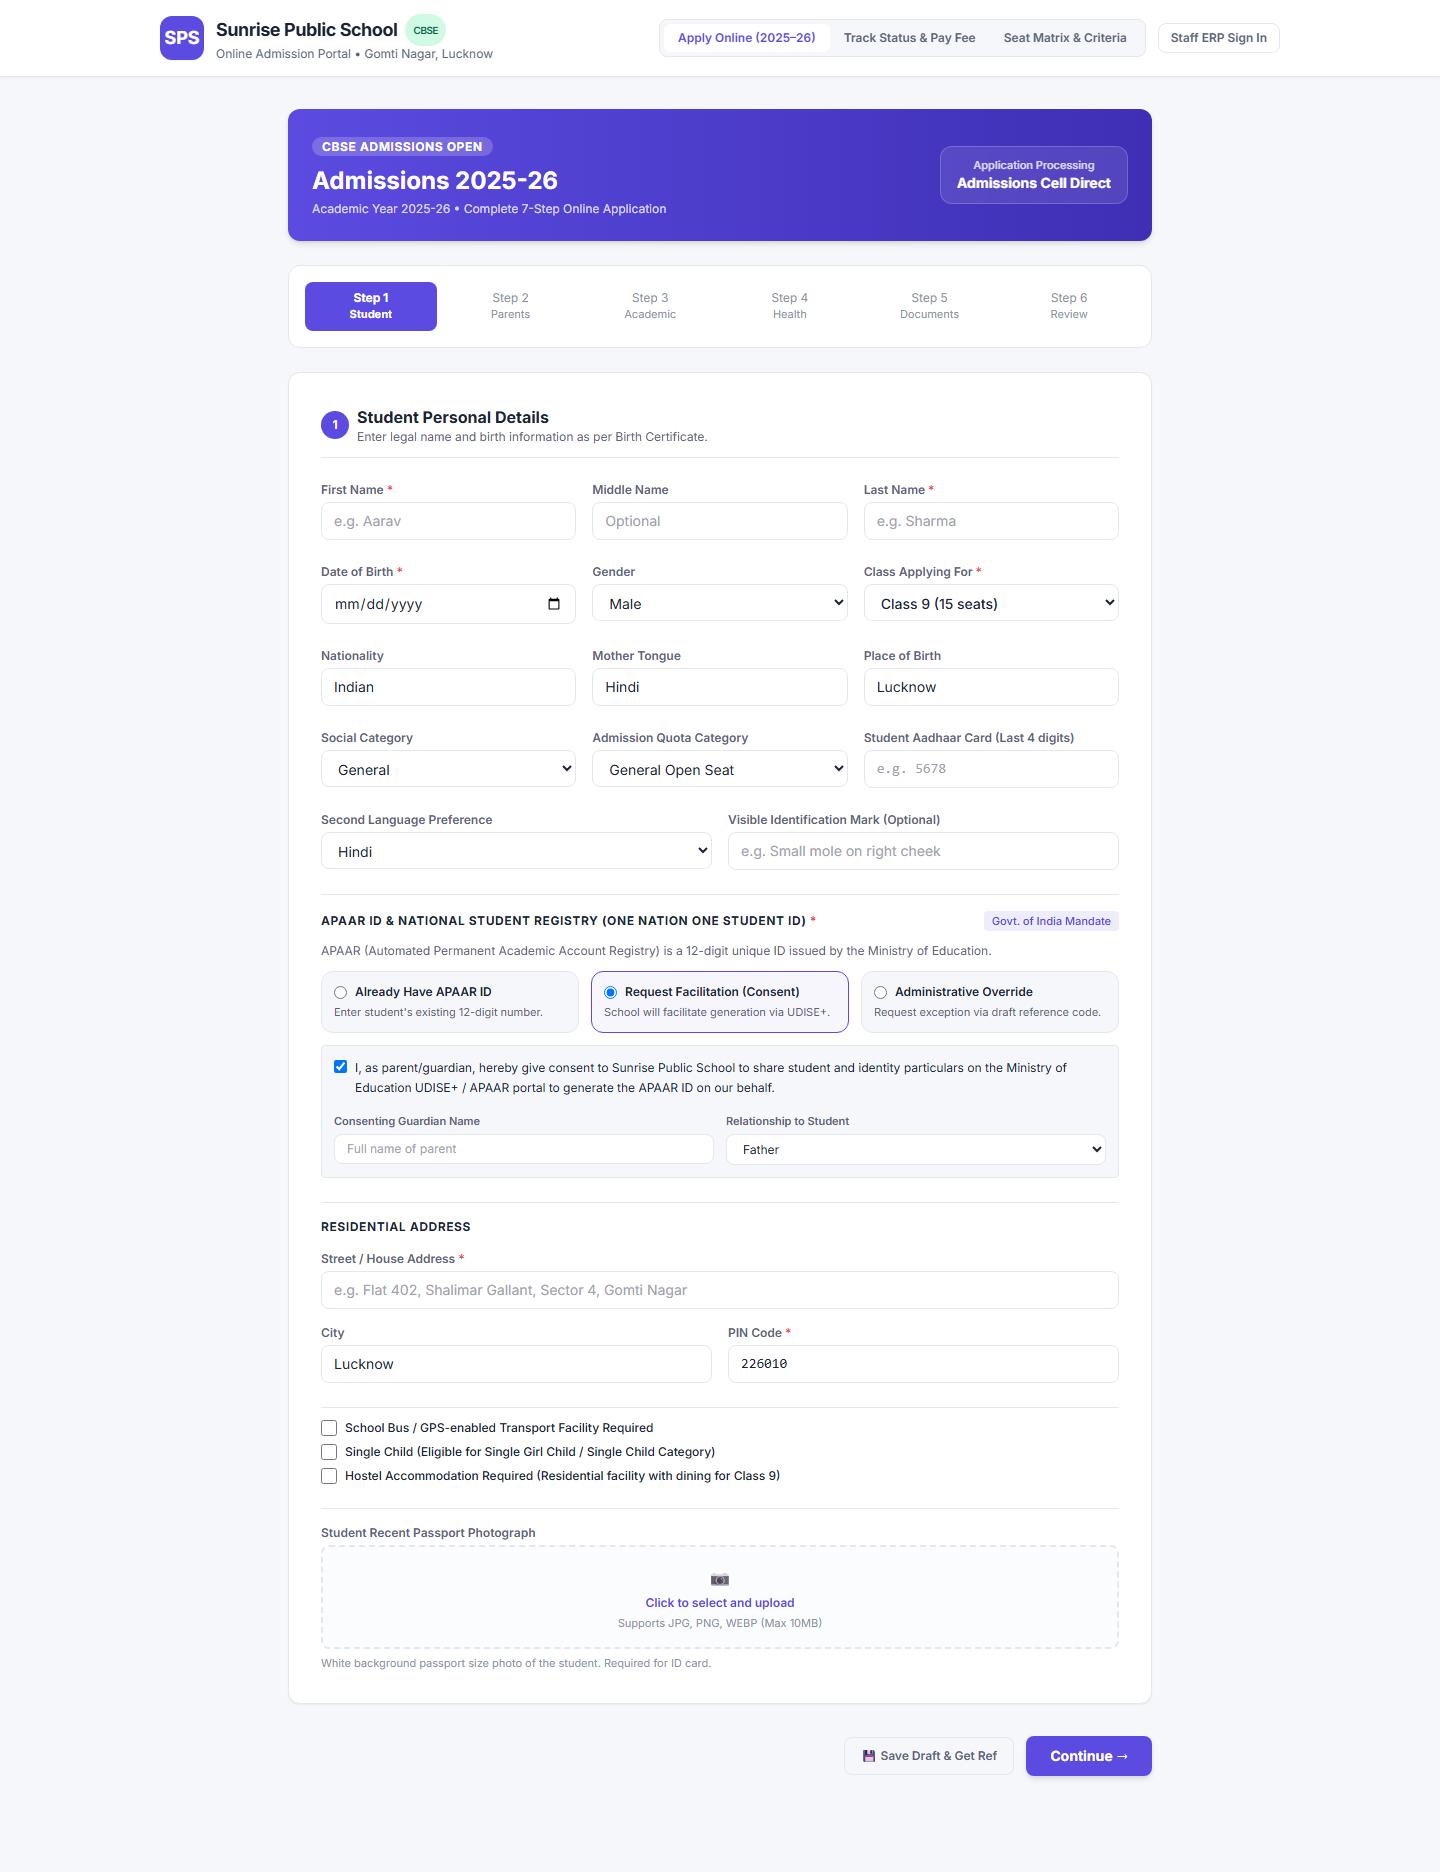 SPS
Sunrise Public School CBSE
Online Admission Portal • Gomti Nagar, Lucknow
Apply Online (2025–26) Track Status & Pay Fee Seat Matrix & Criteria Staff ERP Sign In
CBSE ADMISSIONS OPEN
Admissions 2025-26
Academic Year 2025-26 • Complete 7-Step Online Application
Application Processing
Admissions Cell Direct
Step 1 Step 2 Step 3 Step 4 Step 5 Step 6
Student Parents Academic Health Documents Review
1 Student Personal Details
Enter legal name and birth information as per Birth Certificate.
First Name * Middle Name Last Name *
e.g. Aarav Optional e.g. Sharma
Date of Birth * Gender Class Applying For *
mm/dd/yyyy Male Class 9 (15 seats)
Nationality Mother Tongue Place of Birth
Indian Hindi Lucknow
Social Category Admission Quota Category Student Aadhaar Card (Last 4 digits)
General General Open Seat e.g. 5678
Second Language Preference Visible Identification Mark (Optional)
Hindi e.g. Small mole on right cheek
APAAR ID & NATIONAL STUDENT REGISTRY (ONE NATION ONE STUDENT ID) * Govt. of India Mandate
APAAR (Automated Permanent Academic Account Registry) is a 12-digit unique ID issued by the Ministry of Education.
Already Have APAAR ID Request Facilitation (Consent) Administrative Override
Enter student's existing 12-digit number. School will facilitate generation via UDISE+. Request exception via draft reference code.
I, as parent/guardian, hereby give consent to Sunrise Public School to share student and identity particulars on the Ministry of
Education UDISE+ / APAAR portal to generate the APAAR ID on our behalf.
Consenting Guardian Name Relationship to Student
Full name of parent Father
RESIDENTIAL ADDRESS
Street / House Address *
e.g. Flat 402, Shalimar Gallant, Sector 4, Gomti Nagar
City PIN Code *
Lucknow 226010
School Bus / GPS-enabled Transport Facility Required
Single Child (Eligible for Single Girl Child / Single Child Category)
Hostel Accommodation Required (Residential facility with dining for Class 9)
Student Recent Passport Photograph
Click to select and upload
Supports JPG, PNG, WEBP (Max 10MB)
White background passport size photo of the student. Required for ID card.
Save Draft & Get Ref Continue →